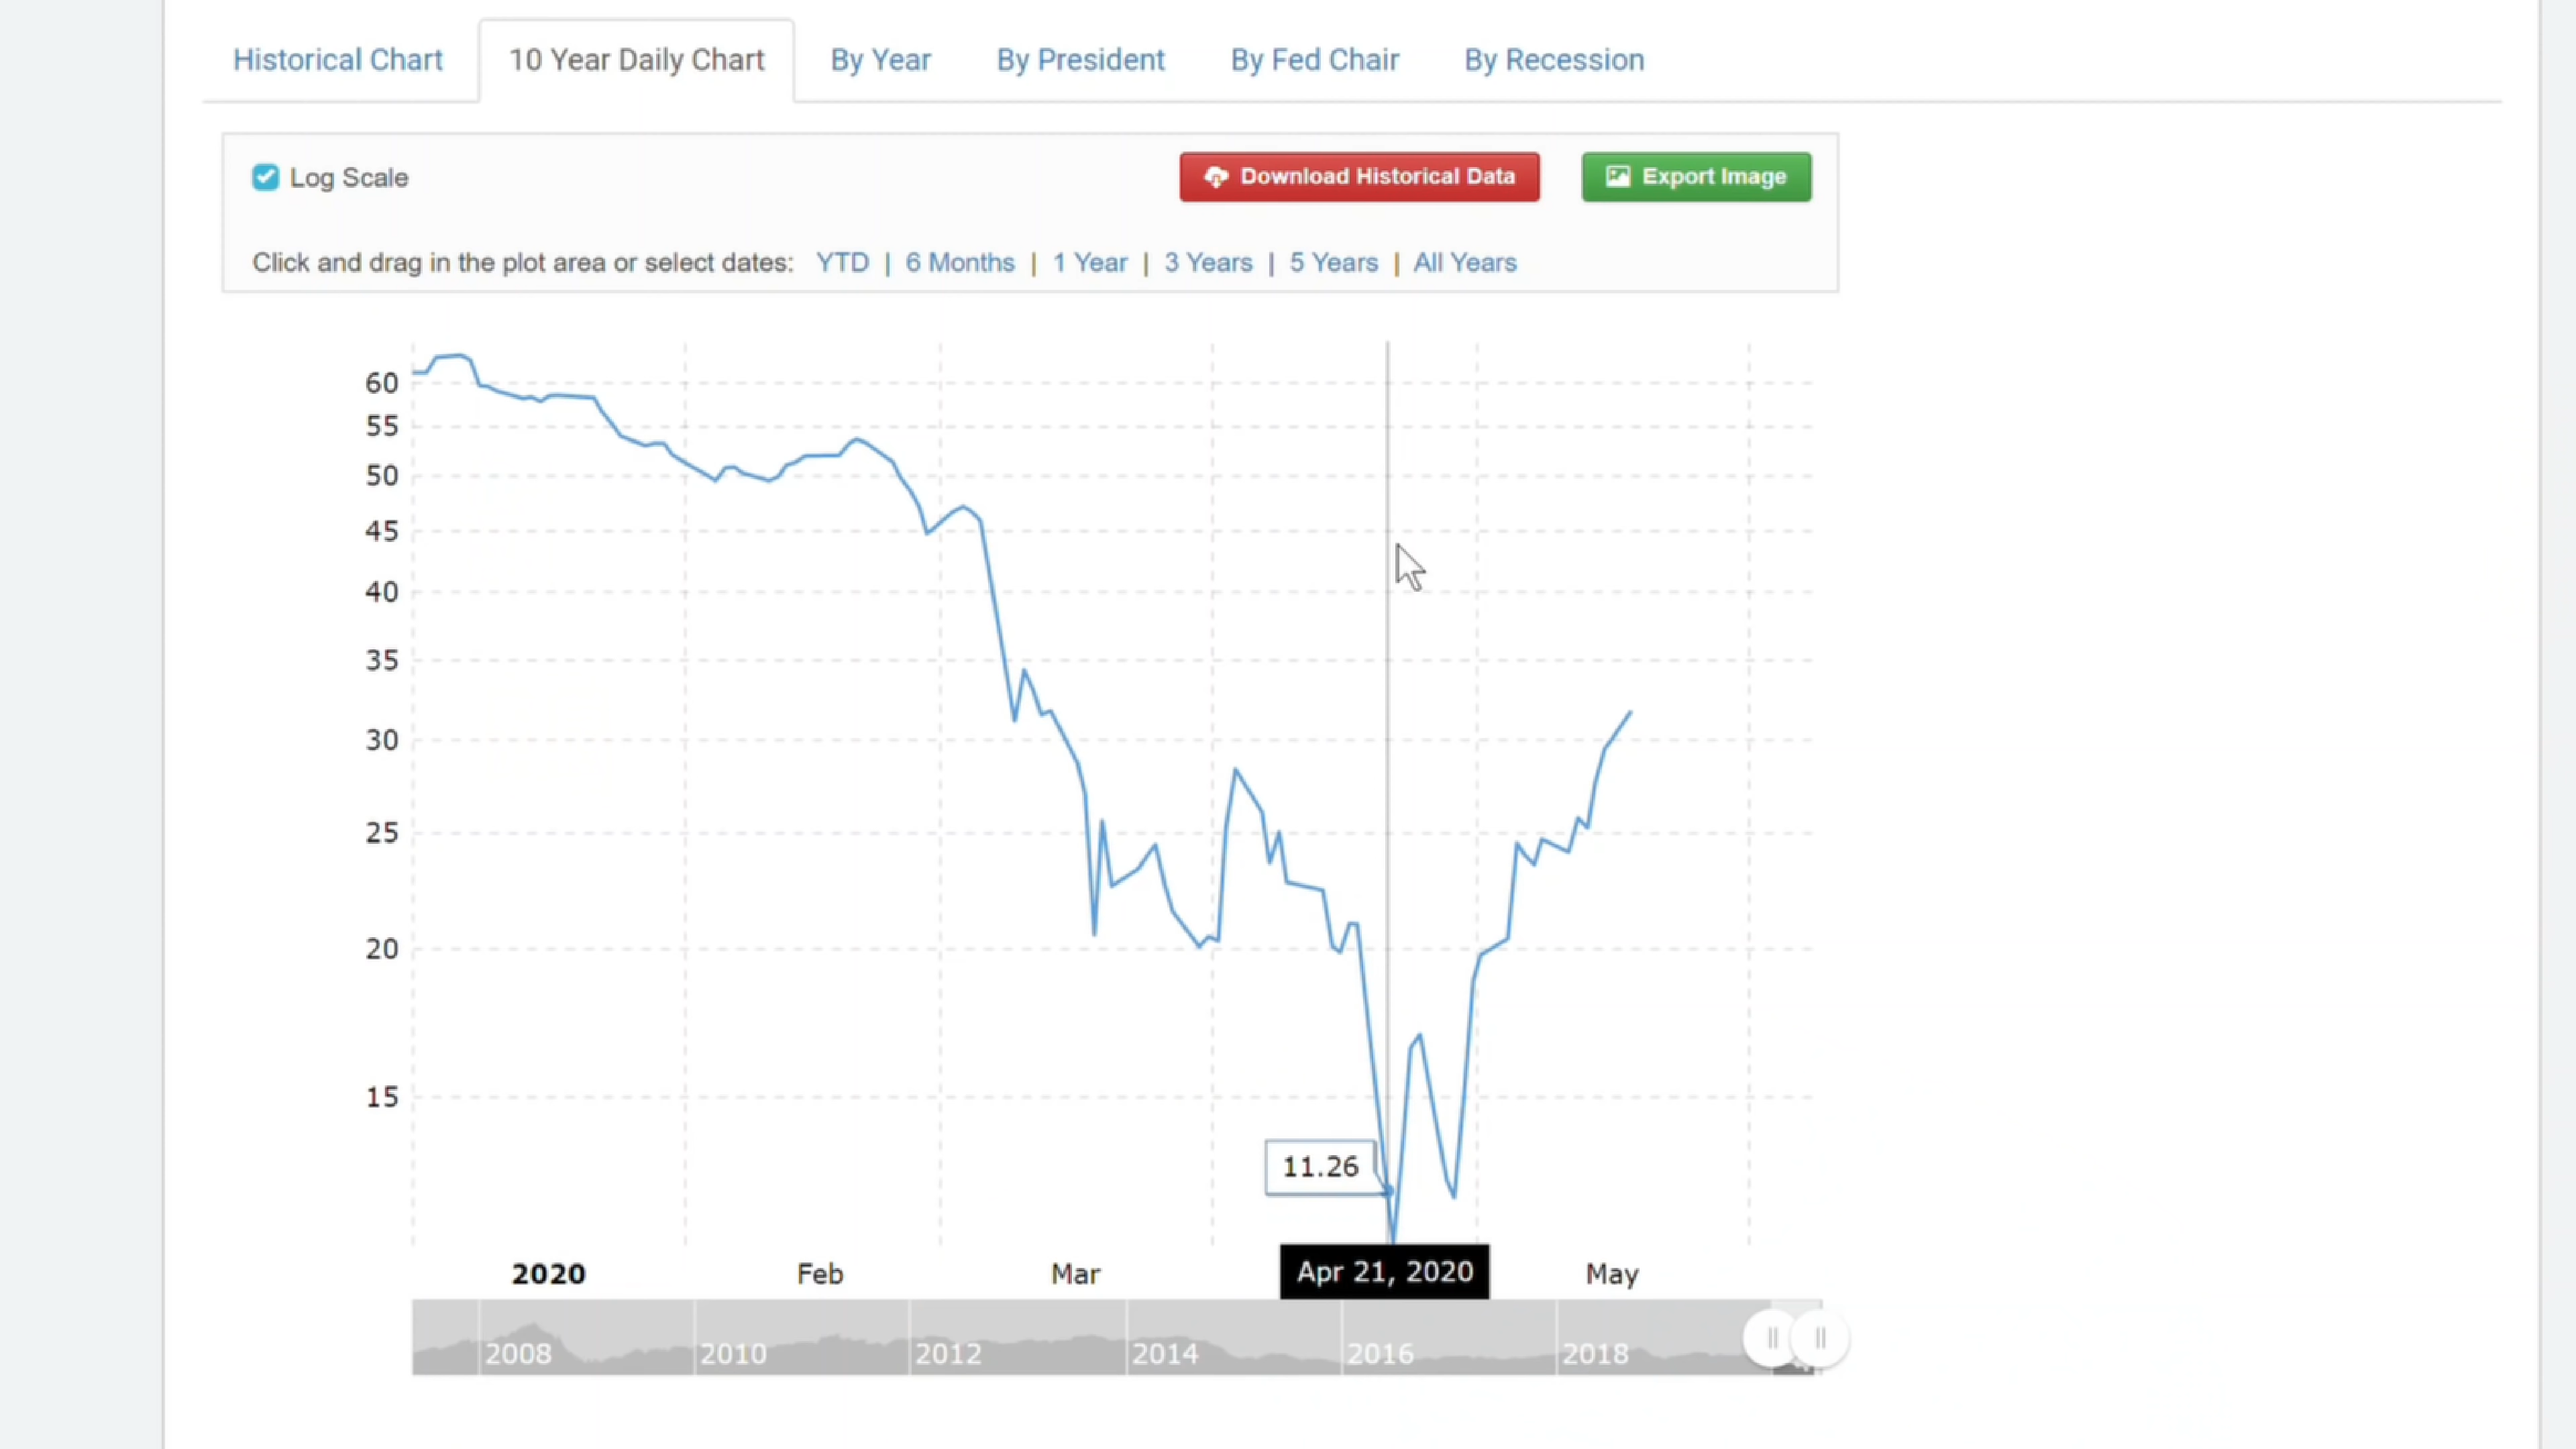 Historical Chart 10 Year Daily Chart By Year By President By Fed Chair By Recession
Log Scale Download Historical Data Export Image
Click and drag in the plot area or select dates: YTD | 6 Months | 1 Year | 3 Years | 5 Years | All Years
60
55
50
45
40
35
30
25
20
15
11.26
2020 Feb Mar Apr 21, 2020 May
2008 2010 2012 2014 2016 2018